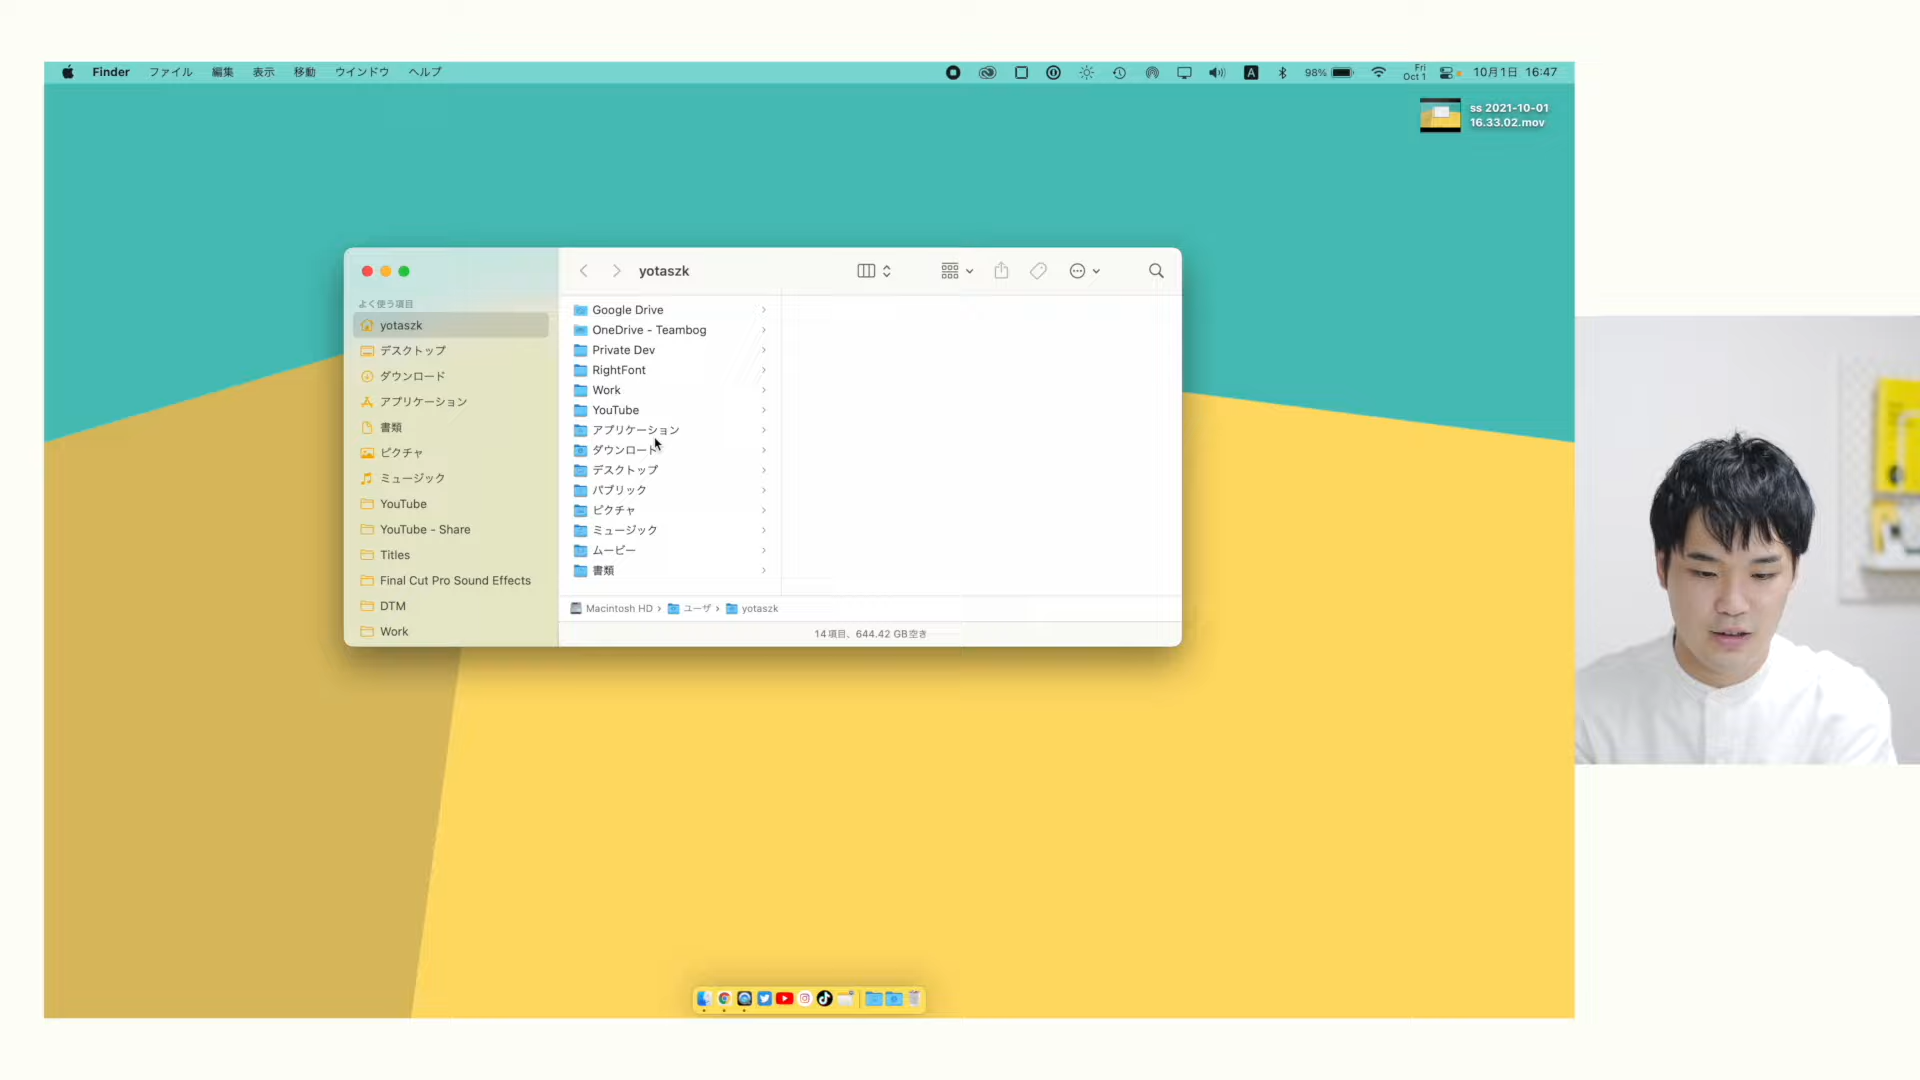 Finder ファイル 編集 表示 移動 ウインドウ ヘルプ
A 98% Fri Oct 1 10月1日 16:47
ss 2021-10-01
16.33.02.mov
yotaszk
よく使う項目
yotaszk
デスクトップ
ダウンロード
アプリケーション
書類
ピクチャ
ミュージック
YouTube
YouTube - Share
Titles
Final Cut Pro Sound Effects
DTM
Work
Google Drive
OneDrive - Teambog
Private Dev
RightFont
Work
YouTube
アプリケーション
ダウンロード
デスクトップ
パブリック
ピクチャ
ミュージック
ムービー
書類
Macintosh HD › ユーザ › yotaszk
14項目、644.42 GB空き